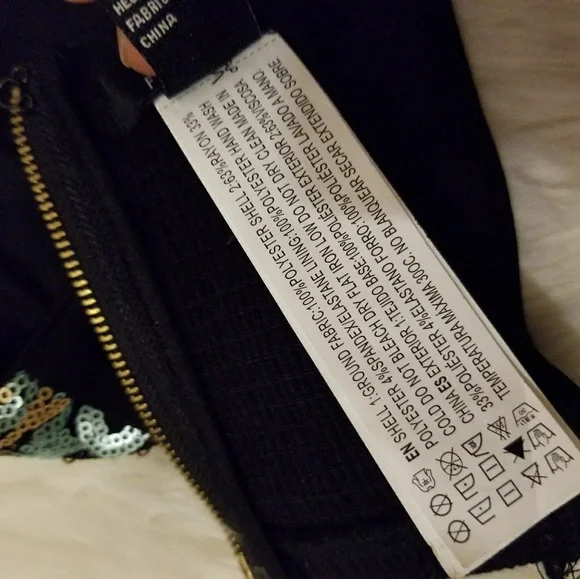 CHINA
EN SHELL 1:GROUND FABRIC:100%POLYESTER SHELL 2:63%RAYON 33%
POLYESTER 4%SPANDEX/ELASTANE LINING:100%POLYESTER HAND WASH
COLD DO NOT BLEACH DRY FLAT IRON LOW DO NOT DRY CLEAN MADE IN
CHINA ES EXTERIOR 1:TEJIDO BASE:100%POLIESTER EXTERIOR 2:63%VISCOSA
33%POLIESTER 4%ELASTANO FORRO:100%POLIESTER LAVADO A MANO,
TEMPERATURA MAXIMA 30OC, NO BLANQUEAR SECAR EXTENDIDO SOBRE